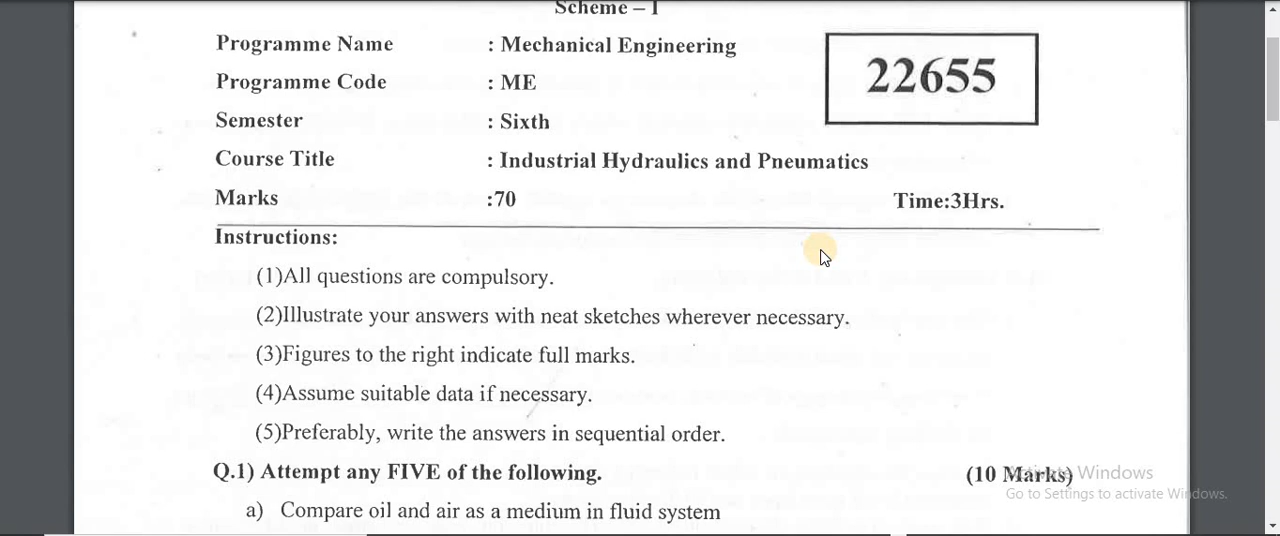 Scheme – I
Programme Name : Mechanical Engineering
22655
Programme Code : ME
Semester : Sixth
Course Title : Industrial Hydraulics and Pneumatics
Marks :70 Time:3Hrs.
Instructions:
(1)All questions are compulsory.
(2)Illustrate your answers with neat sketches wherever necessary.
(3)Figures to the right indicate full marks.
(4)Assume suitable data if necessary.
(5)Preferably, write the answers in sequential order.
Q.1) Attempt any FIVE of the following. (10 Marks)
a) Compare oil and air as a medium in fluid system
Activate Windows
Go to Settings to activate Windows.